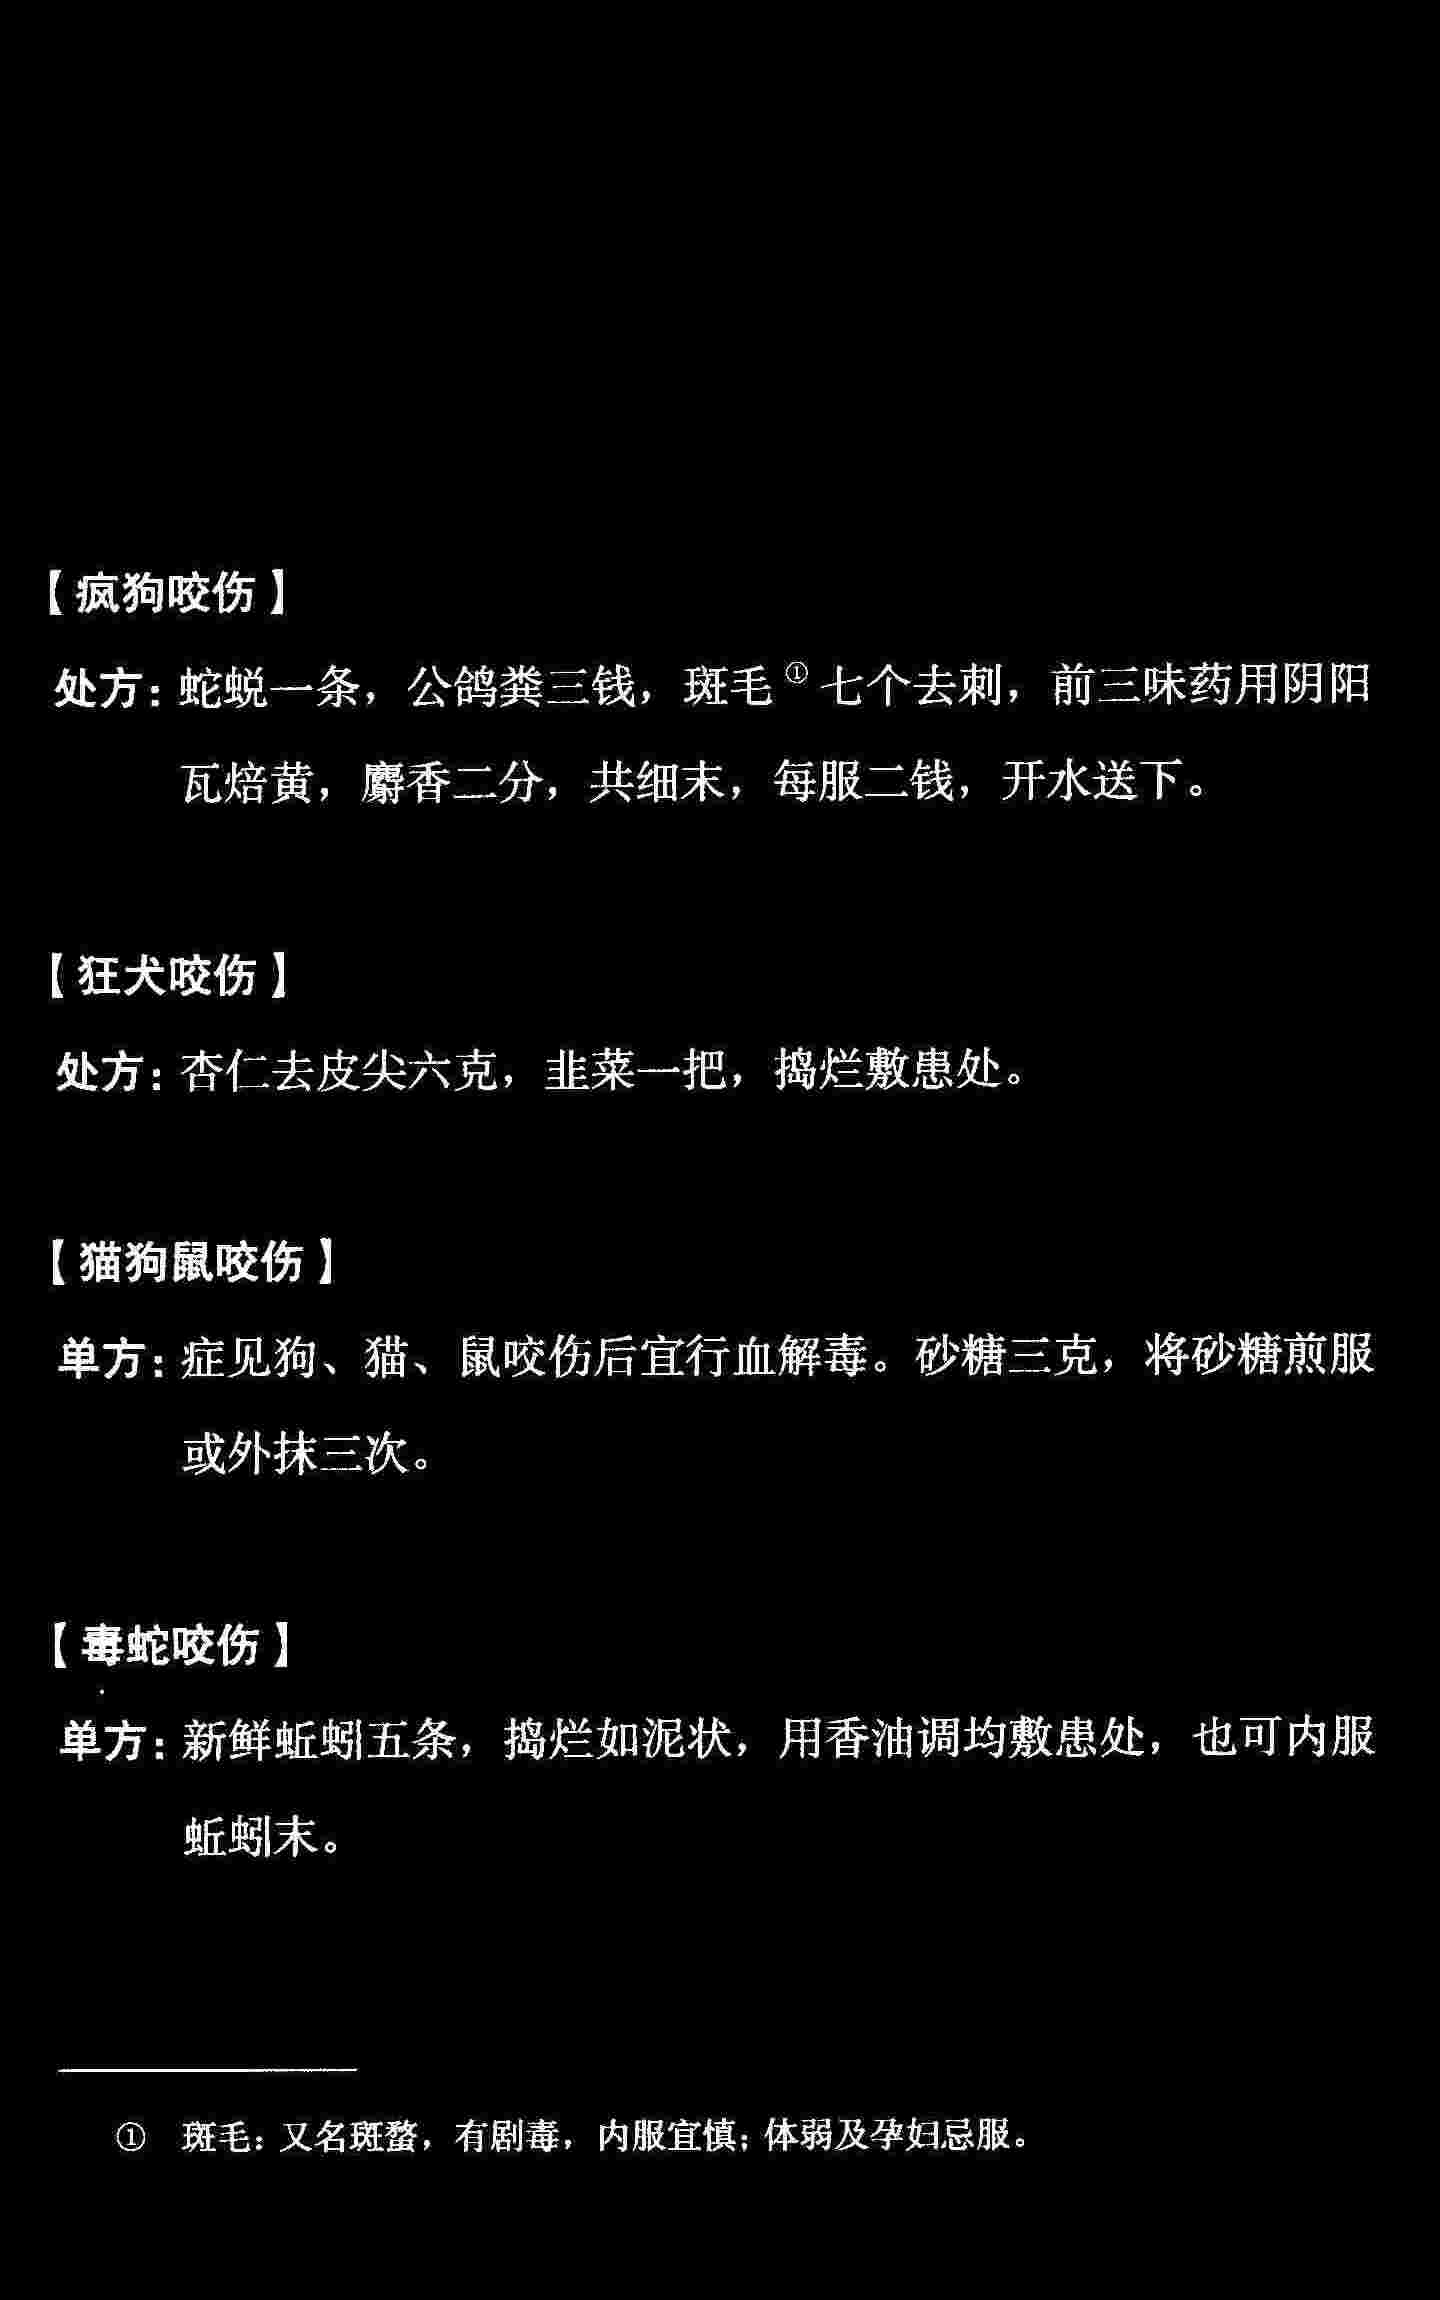 【疯狗咬伤】
处方：蛇蜕一条，公鸽粪三钱，斑毛①七个去刺，前三味药用阴阳
瓦焙黄，麝香二分，共细末，每服二钱，开水送下。
【狂犬咬伤】
处方：杏仁去皮尖六克，韭菜一把，捣烂敷患处。
【猫狗鼠咬伤】
单方：症见狗、猫、鼠咬伤后宜行血解毒。砂糖三克，将砂糖煎服
或外抹三次。
【毒蛇咬伤】
单方：新鲜蚯蚓五条，捣烂如泥状，用香油调均敷患处，也可内服
蚯蚓末。
① 斑毛：又名斑蝥，有剧毒，内服宜慎；体弱及孕妇忌服。